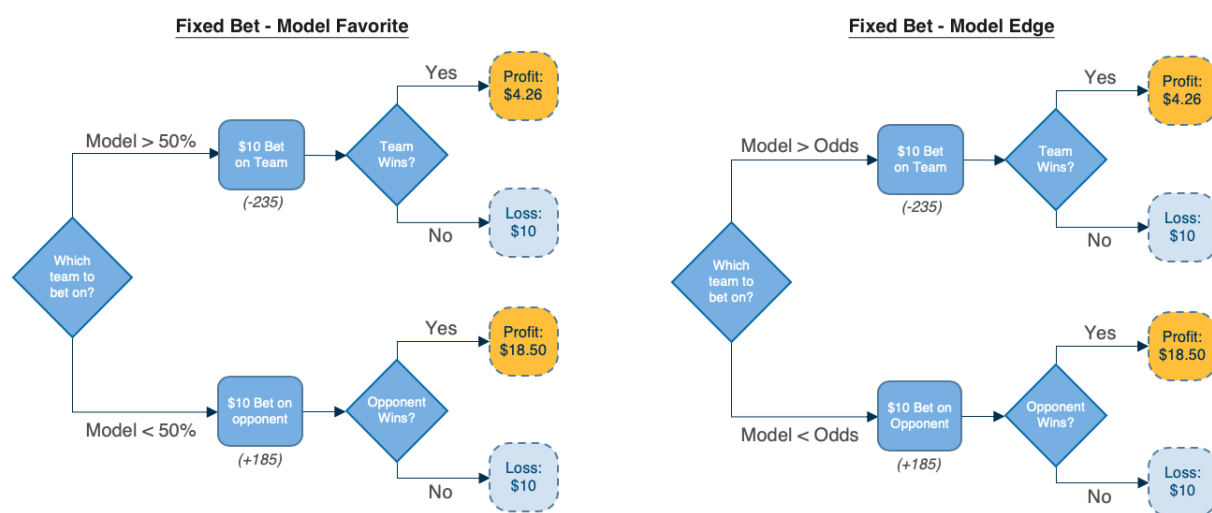 Fixed Bet - Model Favorite
Yes
Profit:
$4.26
Model > 50%
$10 Bet
on Team
(-235)
Team
Wins?
No
Loss:
$10
Which
team to
bet on?
Yes
Profit:
$18.50
$10 Bet on
opponent
(+185)
Opponent
Wins?
Model < 50%
No
Loss:
$10
Fixed Bet - Model Edge
Yes
Profit:
$4.26
Model > Odds
$10 Bet
on Team
(-235)
Team
Wins?
No
Loss:
$10
Which
team to
bet on?
Yes
Profit:
$18.50
$10 Bet on
Opponent
(+185)
Opponent
Wins?
Model < Odds
No
Loss:
$10